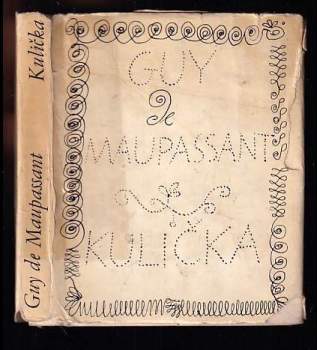 GUY
de
MAUPASSANT
KULIČKA
Guy de Maupassant Kulička